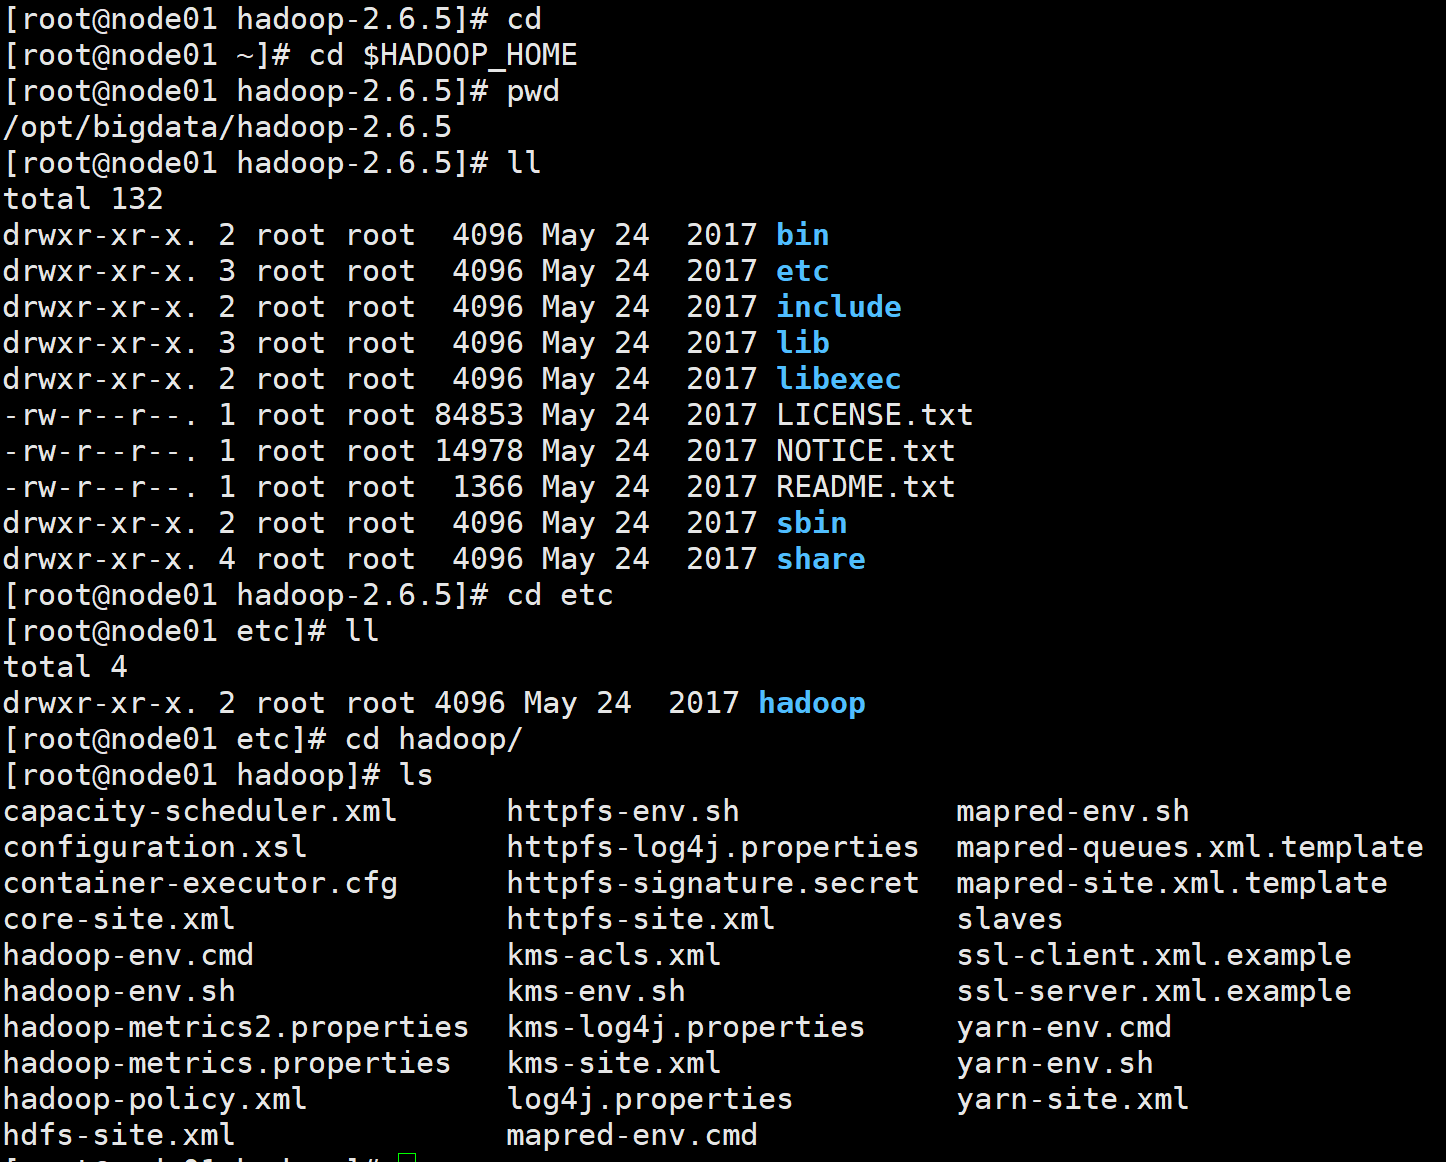 [root@node01 hadoop-2.6.5]# cd
[root@node01 ~]# cd $HADOOP_HOME
[root@node01 hadoop-2.6.5]# pwd
/opt/bigdata/hadoop-2.6.5
[root@node01 hadoop-2.6.5]# ll
total 132
drwxr-xr-x. 2 root root  4096 May 24  2017 bin
drwxr-xr-x. 3 root root  4096 May 24  2017 etc
drwxr-xr-x. 2 root root  4096 May 24  2017 include
drwxr-xr-x. 3 root root  4096 May 24  2017 lib
drwxr-xr-x. 2 root root  4096 May 24  2017 libexec
-rw-r--r--. 1 root root 84853 May 24  2017 LICENSE.txt
-rw-r--r--. 1 root root 14978 May 24  2017 NOTICE.txt
-rw-r--r--. 1 root root  1366 May 24  2017 README.txt
drwxr-xr-x. 2 root root  4096 May 24  2017 sbin
drwxr-xr-x. 4 root root  4096 May 24  2017 share
[root@node01 hadoop-2.6.5]# cd etc
[root@node01 etc]# ll
total 4
drwxr-xr-x. 2 root root 4096 May 24  2017 hadoop
[root@node01 etc]# cd hadoop/
[root@node01 hadoop]# ls
capacity-scheduler.xml      httpfs-env.sh            mapred-env.sh
configuration.xsl           httpfs-log4j.properties  mapred-queues.xml.template
container-executor.cfg      httpfs-signature.secret  mapred-site.xml.template
core-site.xml               httpfs-site.xml          slaves
hadoop-env.cmd              kms-acls.xml             ssl-client.xml.example
hadoop-env.sh               kms-env.sh               ssl-server.xml.example
hadoop-metrics2.properties  kms-log4j.properties     yarn-env.cmd
hadoop-metrics.properties   kms-site.xml             yarn-env.sh
hadoop-policy.xml           log4j.properties         yarn-site.xml
hdfs-site.xml               mapred-env.cmd